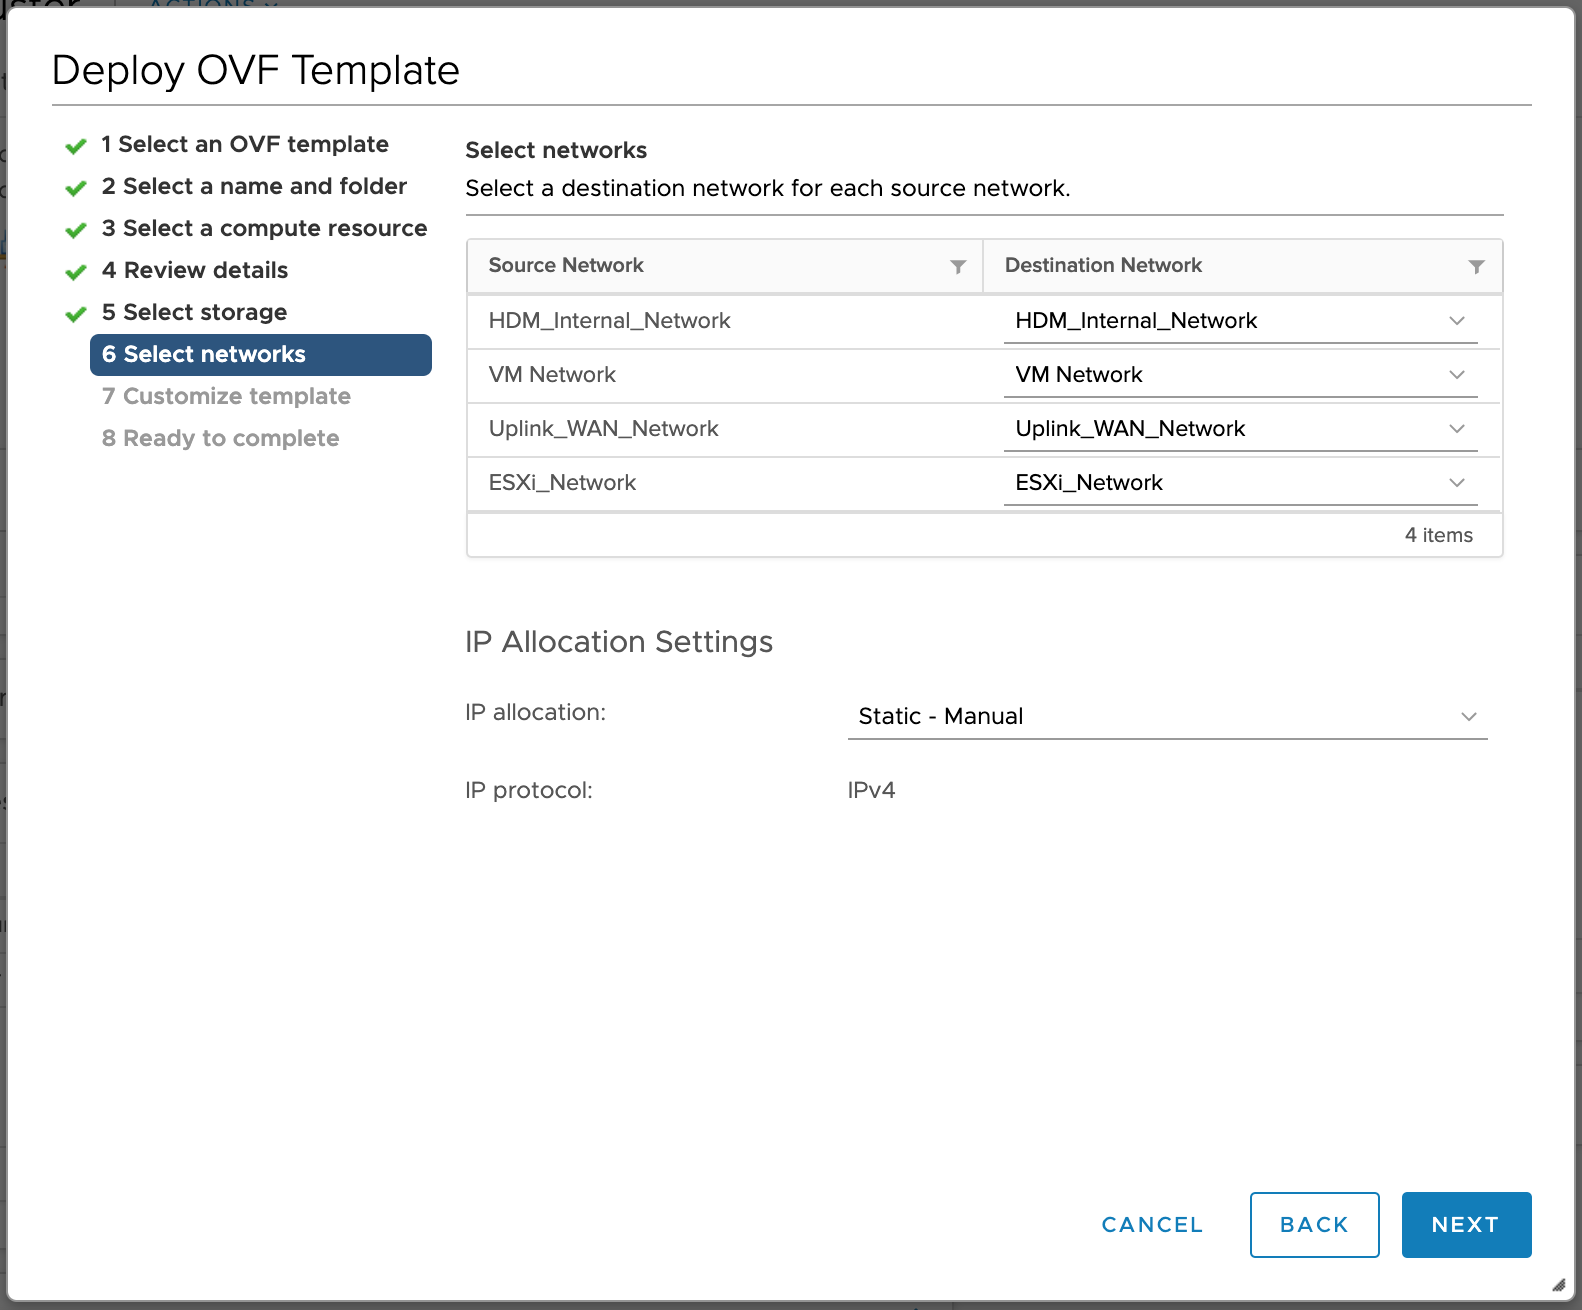 ACTIONS
Deploy OVF Template
1 Select an OVF template
2 Select a name and folder
3 Select a compute resource
4 Review details
5 Select storage
6 Select networks
7 Customize template
8 Ready to complete
Select networks
Select a destination network for each source network.
Source Network Destination Network
HDM_Internal_Network HDM_Internal_Network
VM Network VM Network
Uplink_WAN_Network Uplink_WAN_Network
ESXi_Network ESXi_Network
4 items
IP Allocation Settings
IP allocation: Static - Manual
IP protocol: IPv4
CANCEL BACK NEXT